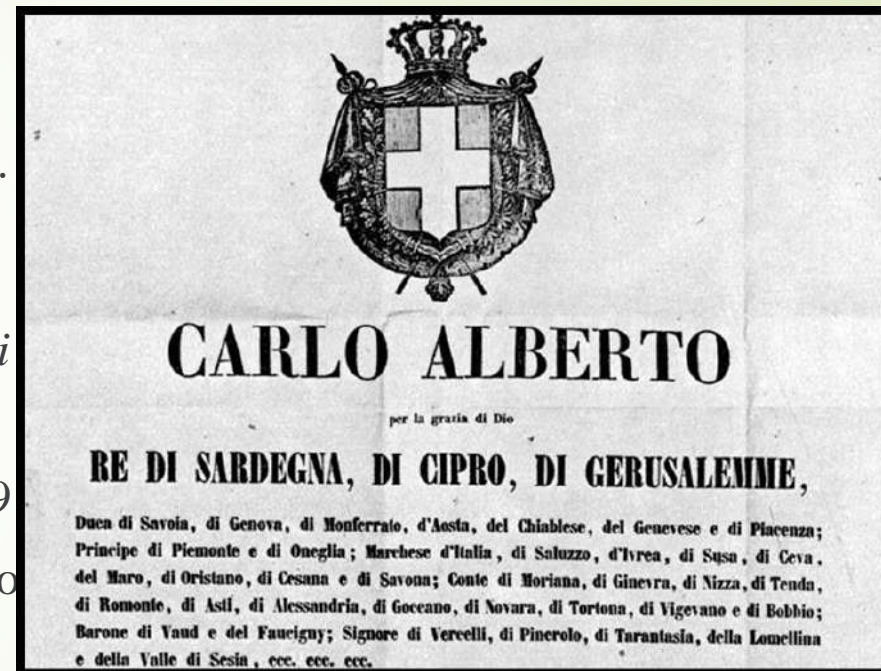 .
i
9
o
CARLO ALBERTO
per la grazia di Dio
RE DI SARDEGNA, DI CIPRO, DI GERUSALEMME,
Duca di Savoia, di Genova, di Monferrato, d'Aosta, del Chiablese, del Genevese e di Piacenza;
Principe di Piemonte e di Oneglia; Marchese d'Italia, di Saluzzo, d'Ivrea, di Susa, di Ceva,
del Maro, di Oristano, di Cesana e di Savona; Conte di Moriana, di Ginevra, di Nizza, di Tenda,
di Romonte, di Asti, di Alessandria, di Goceano, di Novara, di Tortona, di Vigevano e di Bobbio;
Barone di Vaud e del Faucigny; Signore di Vercelli, di Pinerolo, di Tarantasia, della Lomellina
e della Valle di Sesia, ecc. ecc. ecc.